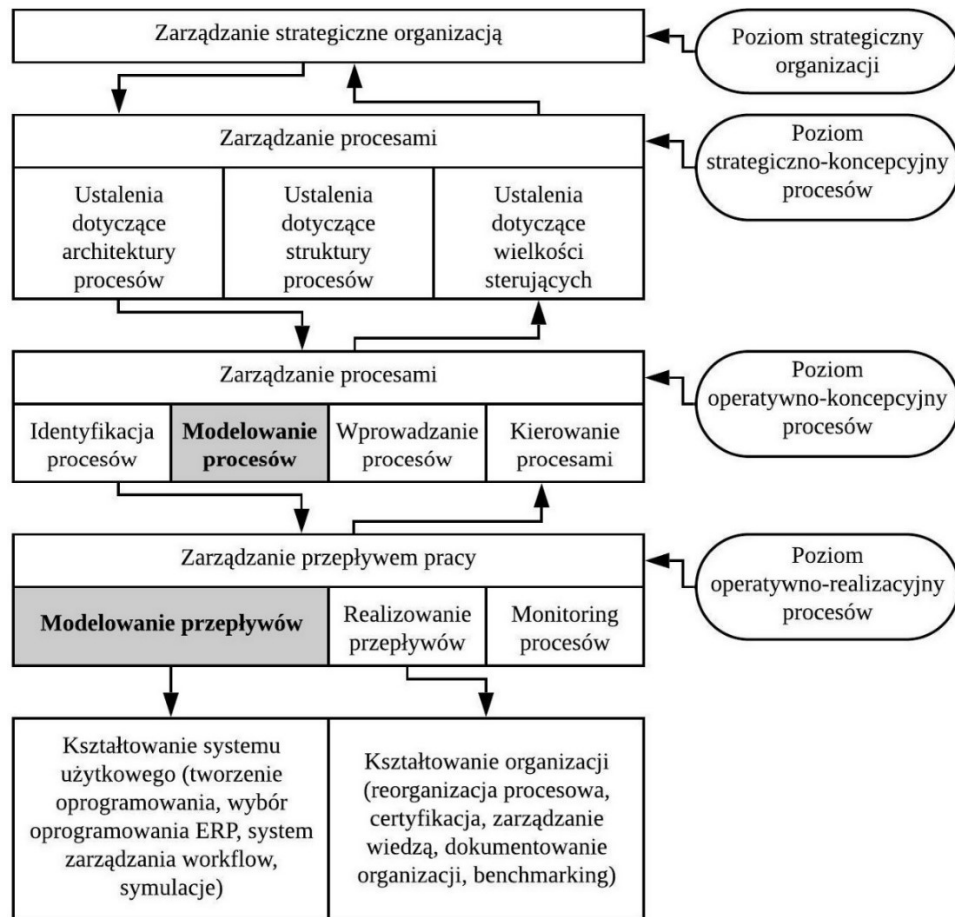 Zarządzanie strategiczne organizacją
Poziom strategiczny
organizacji
Zarządzanie procesami
Poziom
strategiczno-koncepcyjny
procesów
Ustalenia
dotyczące
architektury
procesów
Ustalenia
dotyczące
struktury
procesów
Ustalenia
dotyczące
wielkości
sterujących
Zarządzanie procesami
Poziom
operatywno-koncepcyjny
procesów
Identyfikacja
procesów
Modelowanie
procesów
Wprowadzanie
procesów
Kierowanie
procesami
Zarządzanie przepływem pracy
Poziom
operatywno-realizacyjny
procesów
Modelowanie przepływów
Realizowanie
przepływów
Monitoring
procesów
Kształtowanie systemu
użytkowego (tworzenie
oprogramowania, wybór
oprogramowania ERP, system
zarządzania workflow,
symulacje)
Kształtowanie organizacji
(reorganizacja procesowa,
certyfikacja, zarządzanie
wiedzą, dokumentowanie
organizacji, benchmarking)